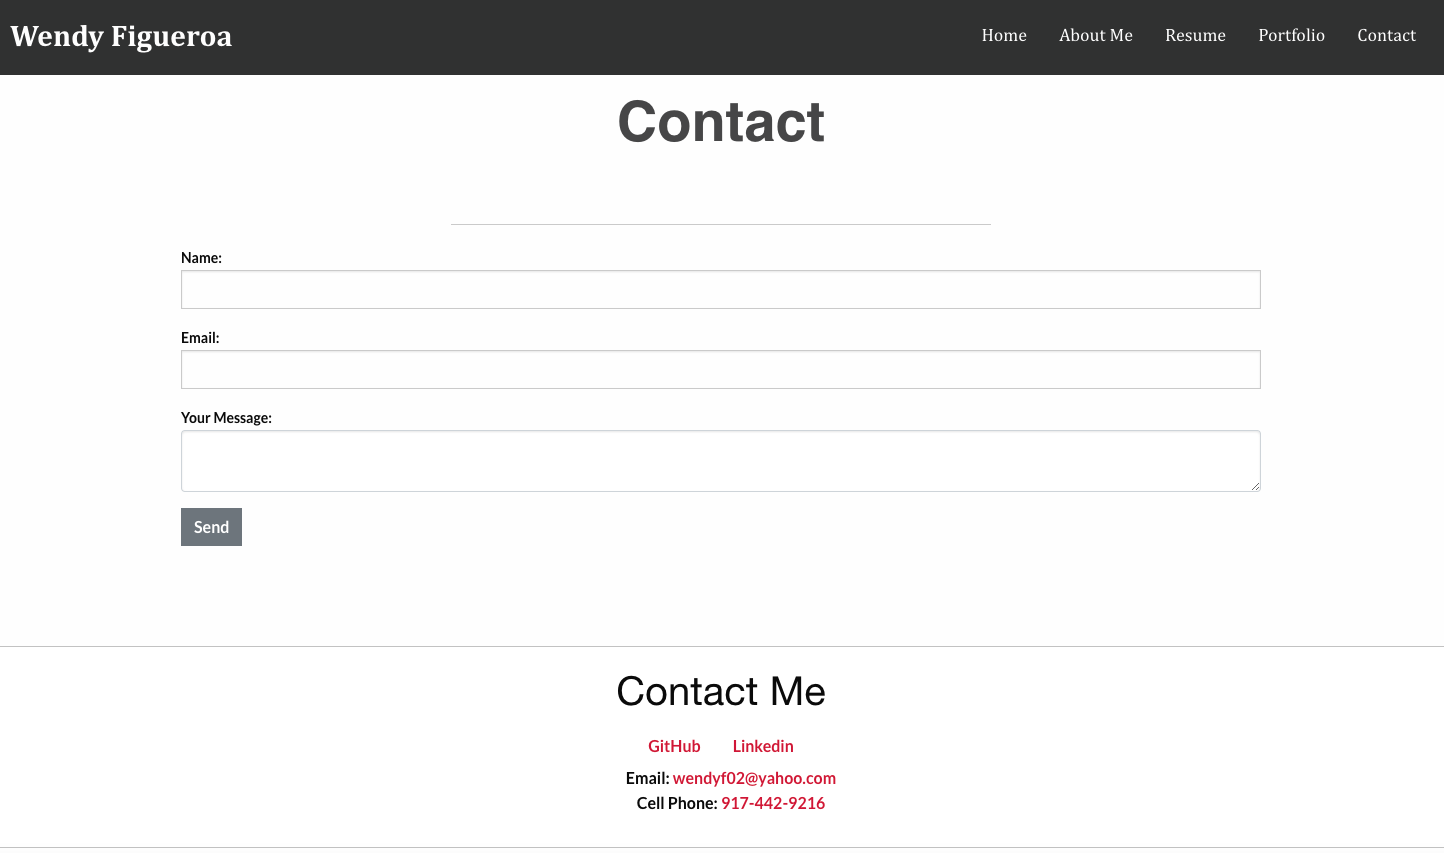 Wendy Figueroa
Home About Me Resume Portfolio Contact
Contact
Name:
Email:
Your Message:
Send
Contact Me
GitHub Linkedin
Email: wendyf02@yahoo.com
Cell Phone: 917-442-9216